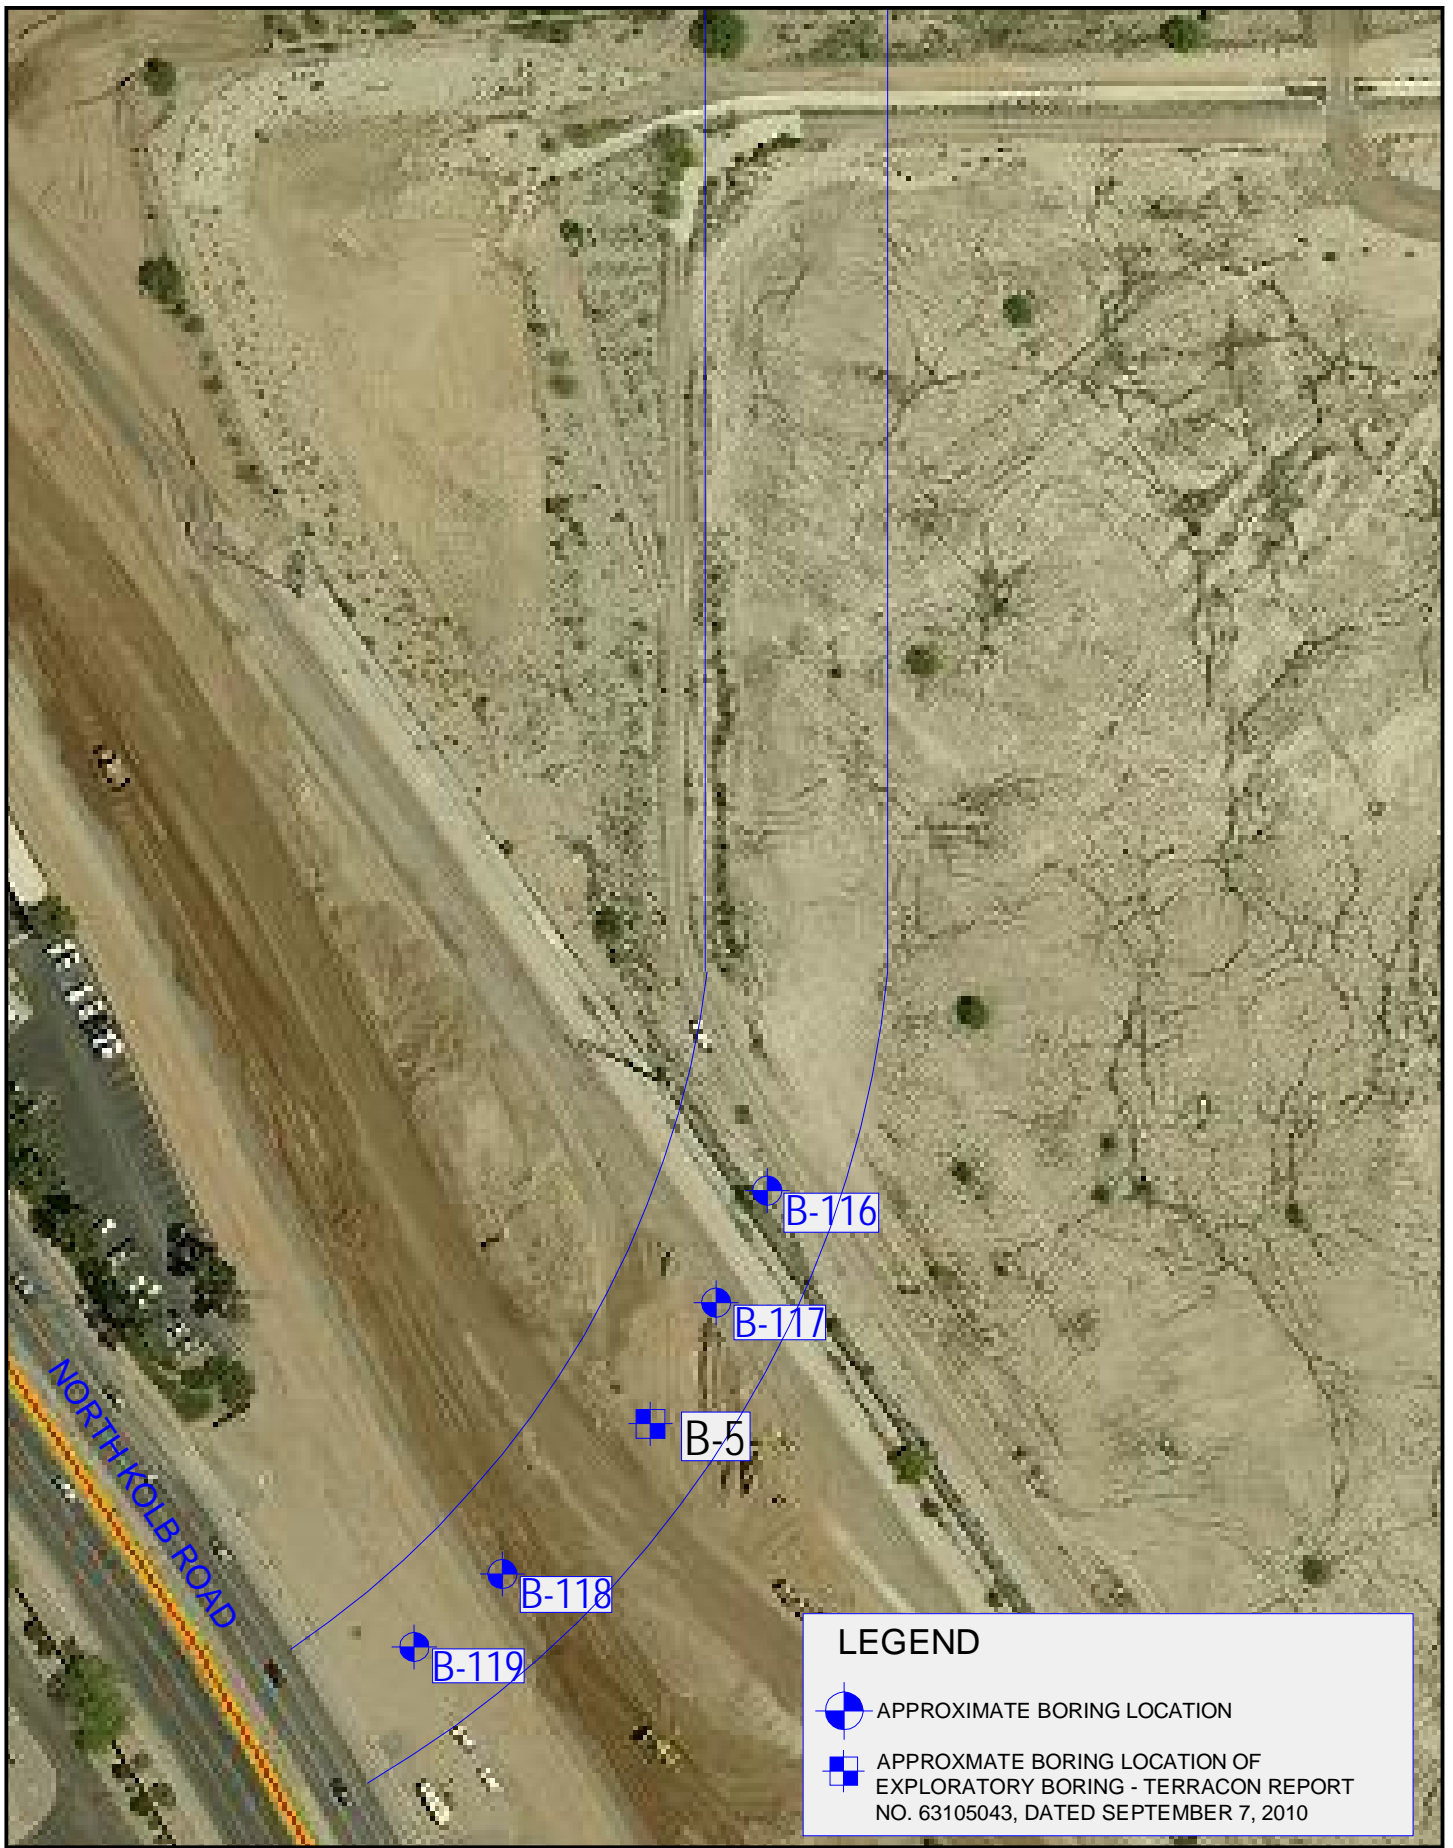 B-116
B-117
B-5
B-118
B-119
NORTH KOLB ROAD
LEGEND
APPROXIMATE BORING LOCATION
APPROXMATE BORING LOCATION OF
EXPLORATORY BORING - TERRACON REPORT
NO. 63105043, DATED SEPTEMBER 7, 2010